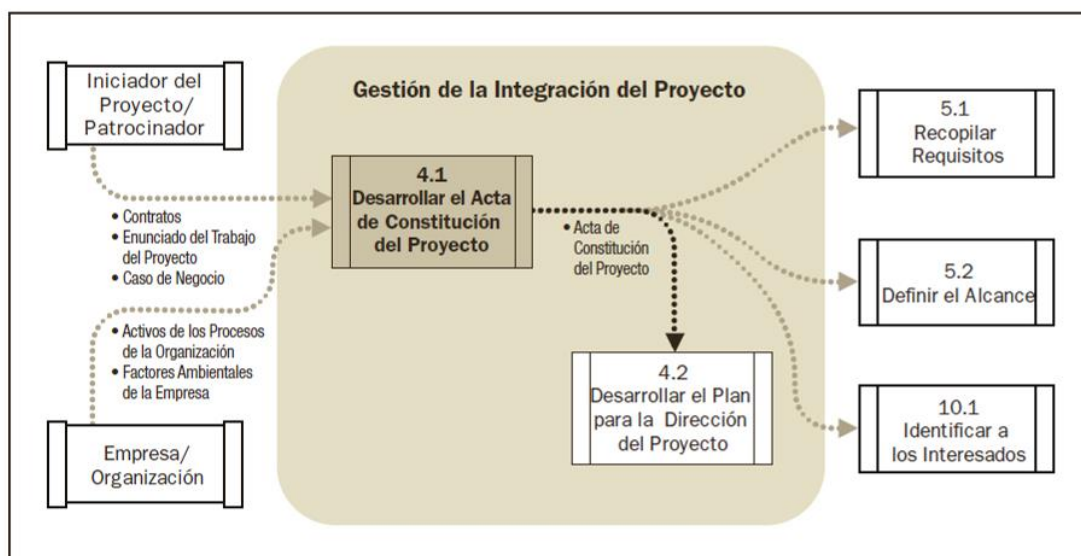 Iniciador del
Proyecto/
Patrocinador
Gestión de la Integración del Proyecto
4.1
Desarrollar el Acta
de Constitución
del Proyecto
• Contratos
• Enunciado del Trabajo
del Proyecto
• Caso de Negocio
• Activos de los Procesos
de la Organización
• Factores Ambientales
de la Empresa
Empresa/
Organización
• Acta de
Constitución
del Proyecto
4.2
Desarrollar el Plan
para la Dirección
del Proyecto
5.1
Recopilar
Requisitos
5.2
Definir el Alcance
10.1
Identificar a
los Interesados